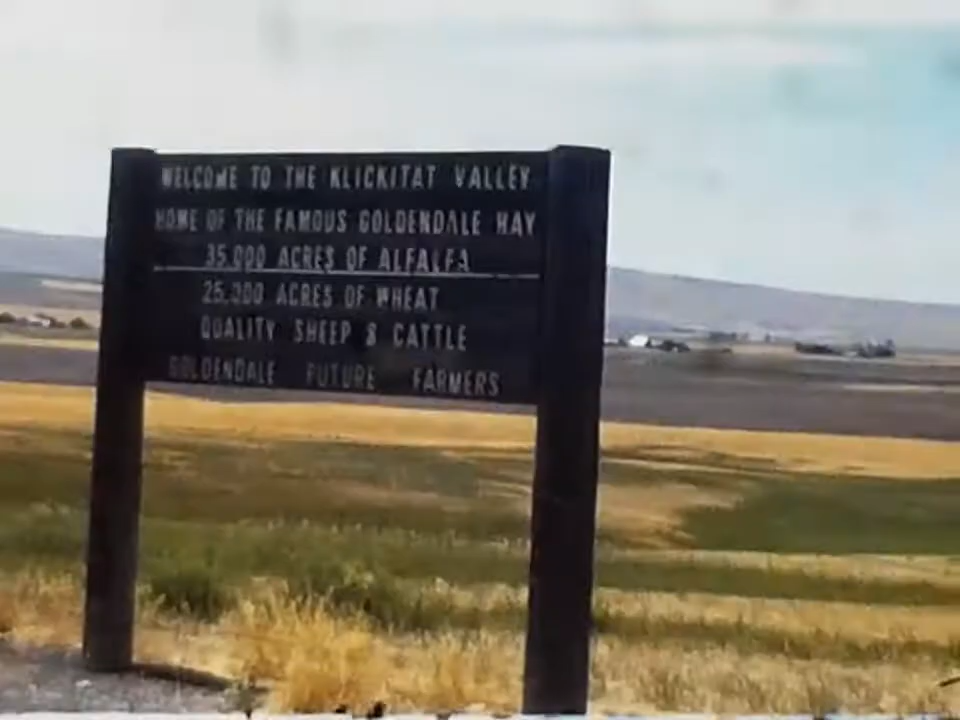 WELCOME TO THE KLICKITAT VALLEY
HOME OF THE FAMOUS GOLDENDALE HAY
35,000 ACRES OF ALFALFA
25,000 ACRES OF WHEAT
QUALITY SHEEP & CATTLE
GOLDENDALE FUTURE FARMERS